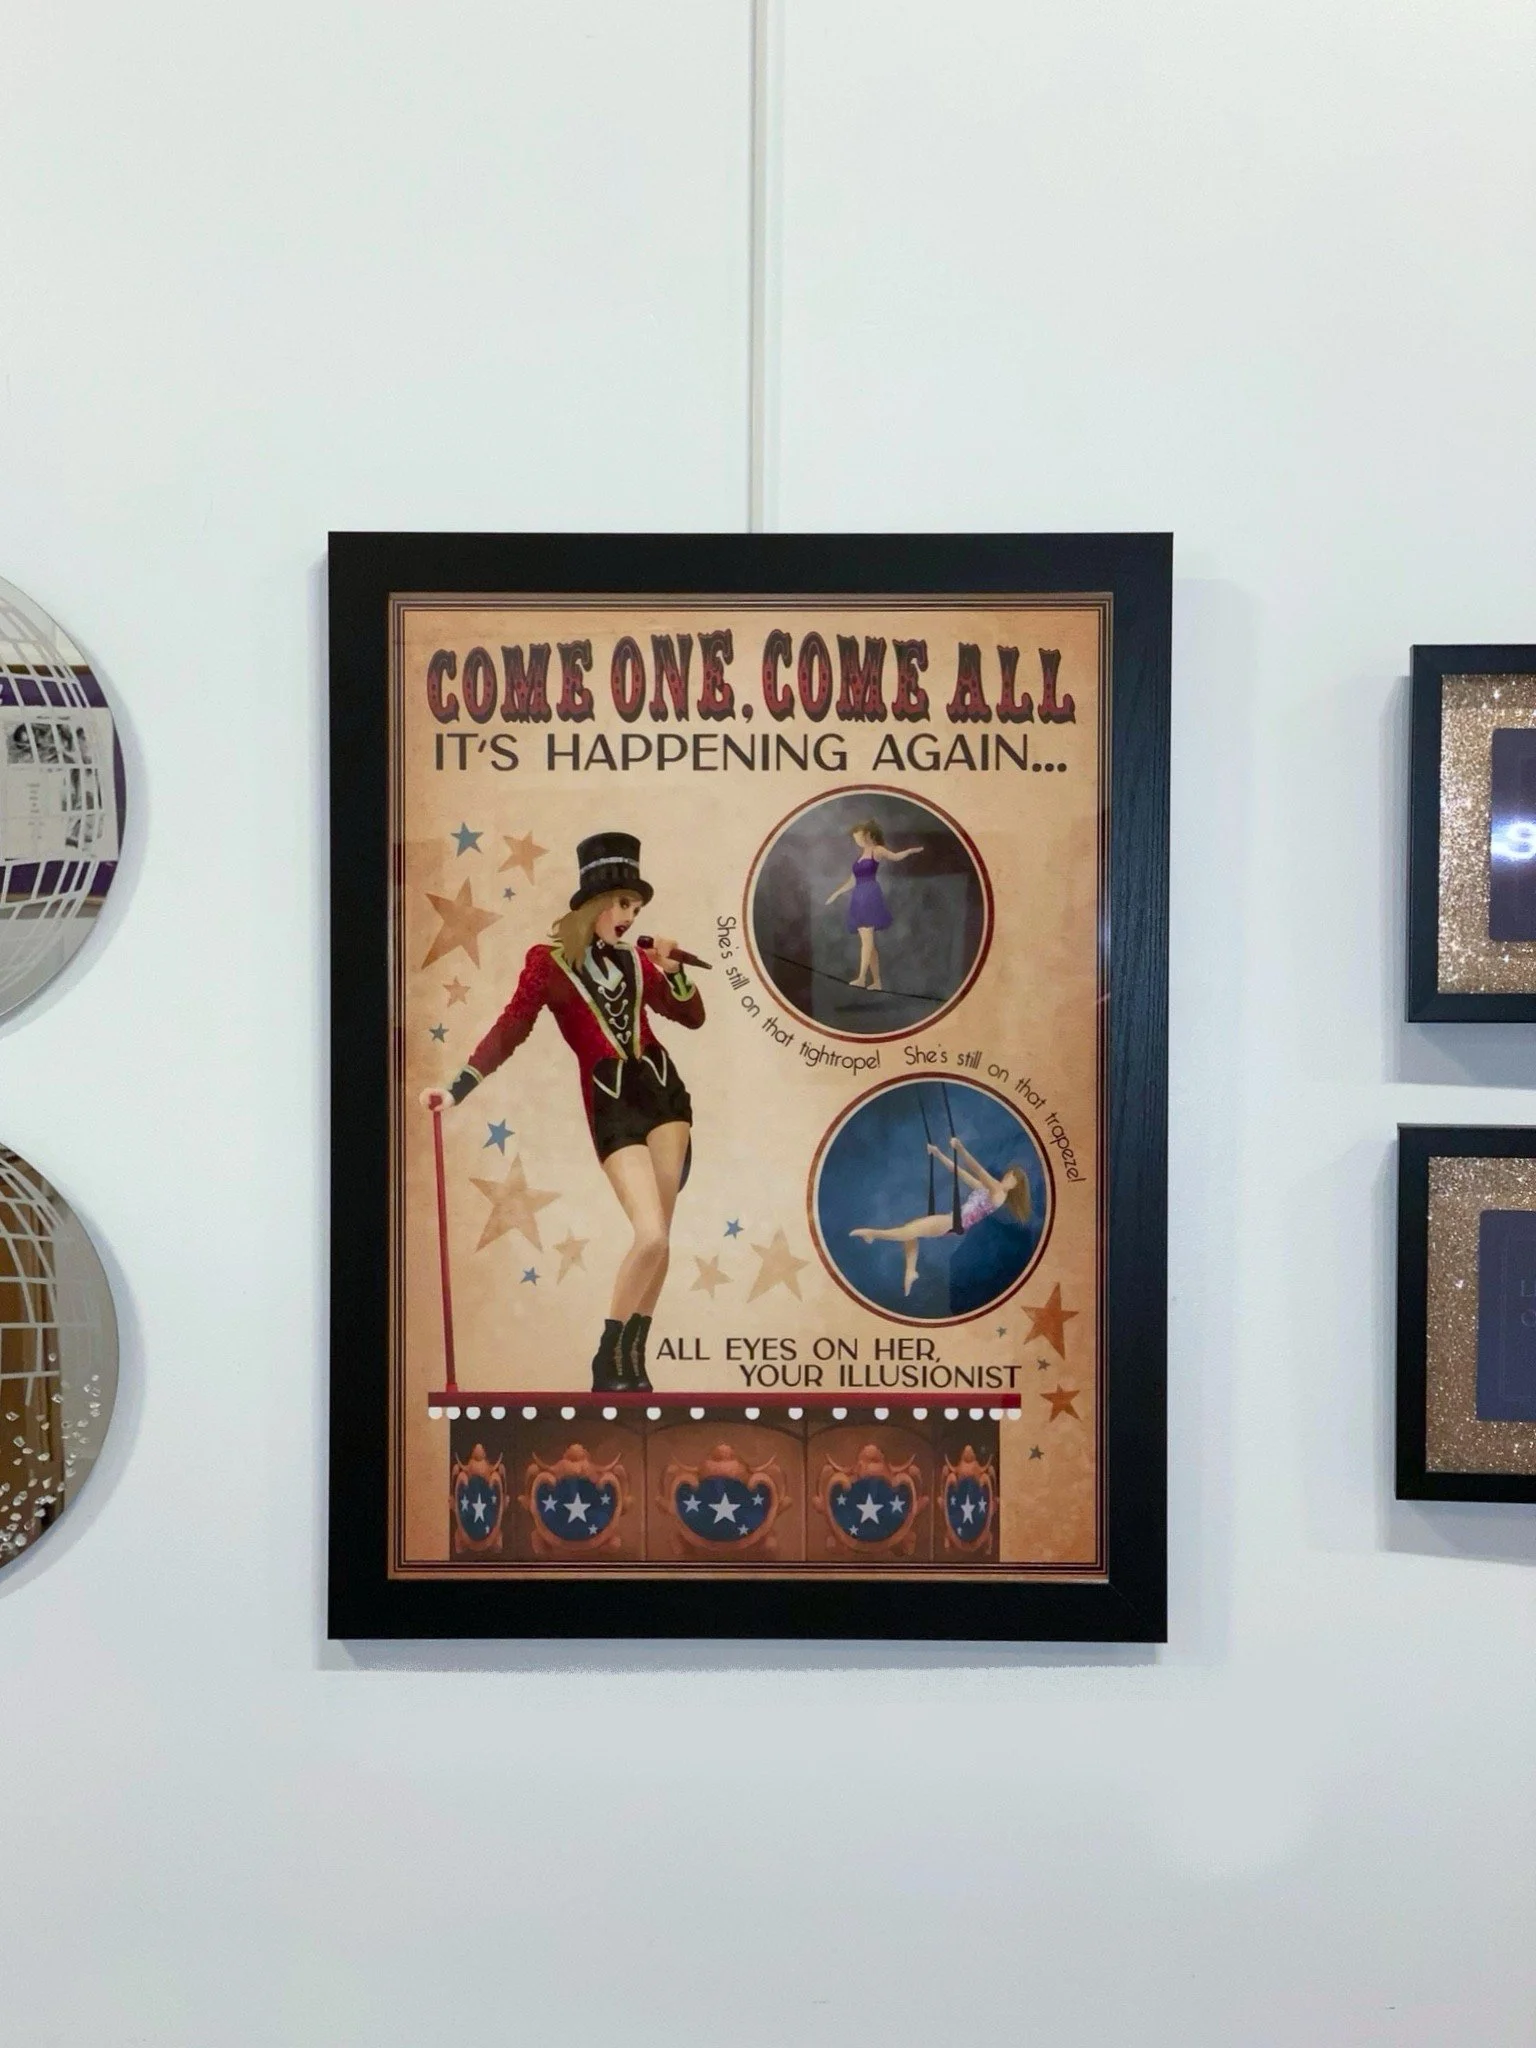 COME ONE, COME ALL
IT'S HAPPENING AGAIN...
She's still on that tightrope!
She's still on that trapeze!
ALL EYES ON HER,
YOUR ILLUSIONIST